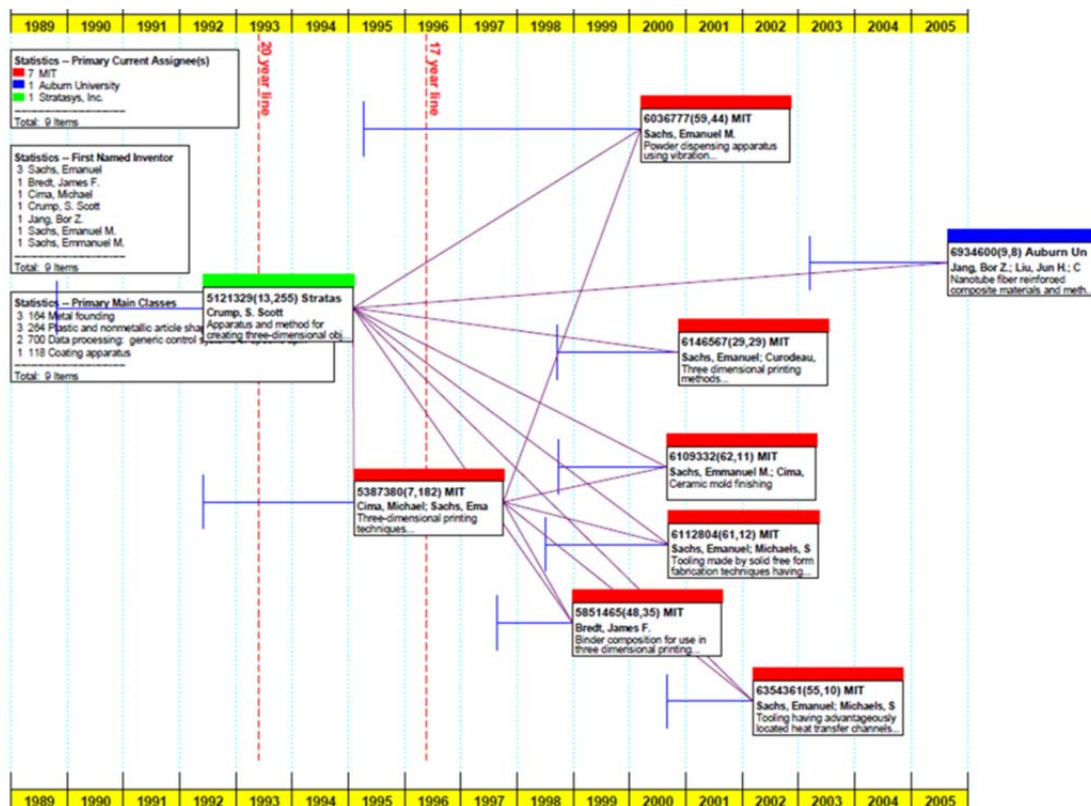 1989 1990 1991 1992 1993 1994 1995 1996 1997 1998 1999 2000 2001 2002 2003 2004 2005
20 year line
17 year line
Statistics -- Primary Current Assignee(s)
7 MIT
1 Auburn University
1 Stratasys, Inc.
Total: 9 Items
Statistics -- First Named Inventor
3 Sachs, Emanuel
1 Bredt, James F.
1 Cima, Michael
1 Crump, S. Scott
1 Jang, Bor Z.
1 Sachs, Emanuel M.
1 Sachs, Emmanuel M.
Total: 9 Items
Statistics -- Primary Main Classes
3 164 Metal founding
3 264 Plastic and nonmetallic article
2 700 Data processing: generic control
1 118 Coating apparatus
Total: 9 Items
5121329(13,255) Stratas
Crump, S. Scott
Apparatus and method for
creating three-dimensional obj...
6036777(59,44) MIT
Sachs, Emanuel M.
Powder dispensing apparatus
using vibration...
6934600(9,8) Auburn Un
Jang, Bor Z.; Liu, Jun H.; C
Nanotube fiber reinforced
composite materials and meth...
6146567(29,29) MIT
Sachs, Emanuel; Curodeau,
Three dimensional printing
methods...
6109332(62,11) MIT
Sachs, Emmanuel M.; Cima,
Ceramic mold finishing
5387380(7,182) MIT
Cima, Michael; Sachs, Ema
Three-dimensional printing
techniques...
6112804(61,12) MIT
Sachs, Emanuel; Michaels, S
Tooling made by solid free form
fabrication techniques having...
5851465(48,35) MIT
Bredt, James F.
Binder composition for use in
three dimensional printing...
6354361(55,10) MIT
Sachs, Emanuel; Michaels, S
Tooling having advantageously
located heat transfer channels...
1989 1990 1991 1992 1993 1994 1995 1996 1997 1998 1999 2000 2001 2002 2003 2004 2005